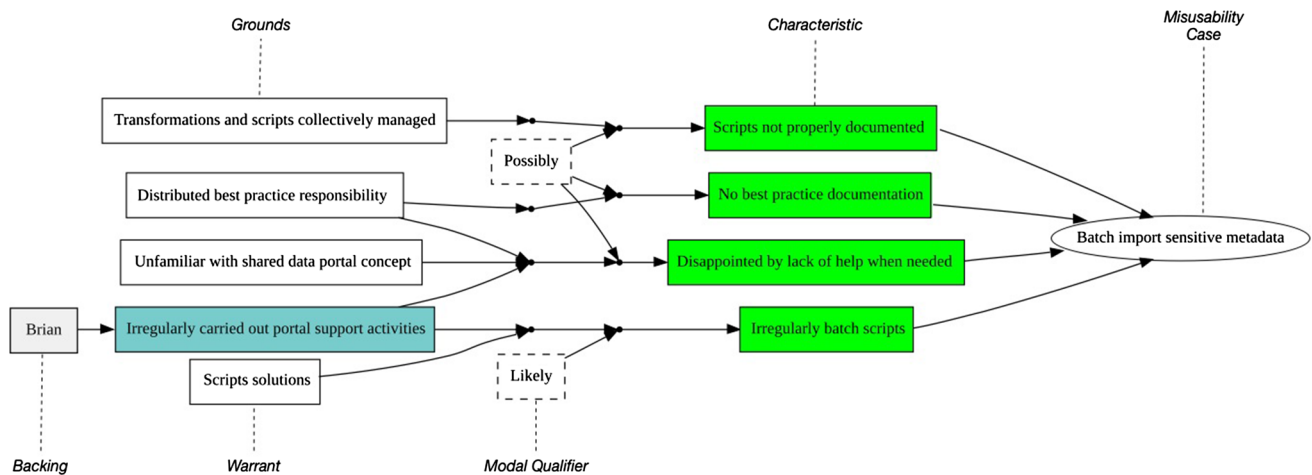 Grounds
Characteristic
Misusability
Case
Transformations and scripts collectively managed
Scripts not properly documented
Possibly
Distributed best practice responsibility
No best practice documentation
Batch import sensitive metadata
Unfamiliar with shared data portal concept
Disappointed by lack of help when needed
Brian
Irregularly carried out portal support activities
Irregularly batch scripts
Scripts solutions
Likely
Backing
Warrant
Modal Qualifier